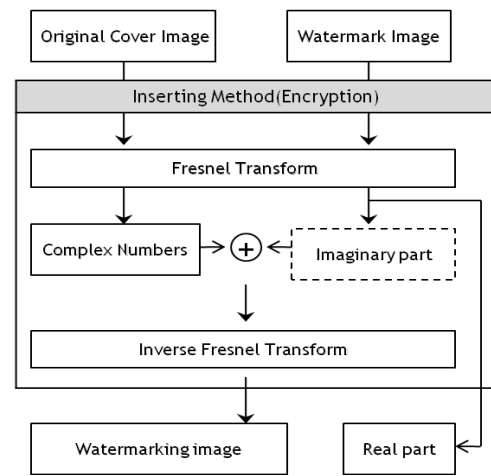 Original Cover Image
Watermark Image
Inserting Method(Encryption)
Fresnel Transform
Complex Numbers
+
Imaginary part
Inverse Fresnel Transform
Watermarking image
Real part